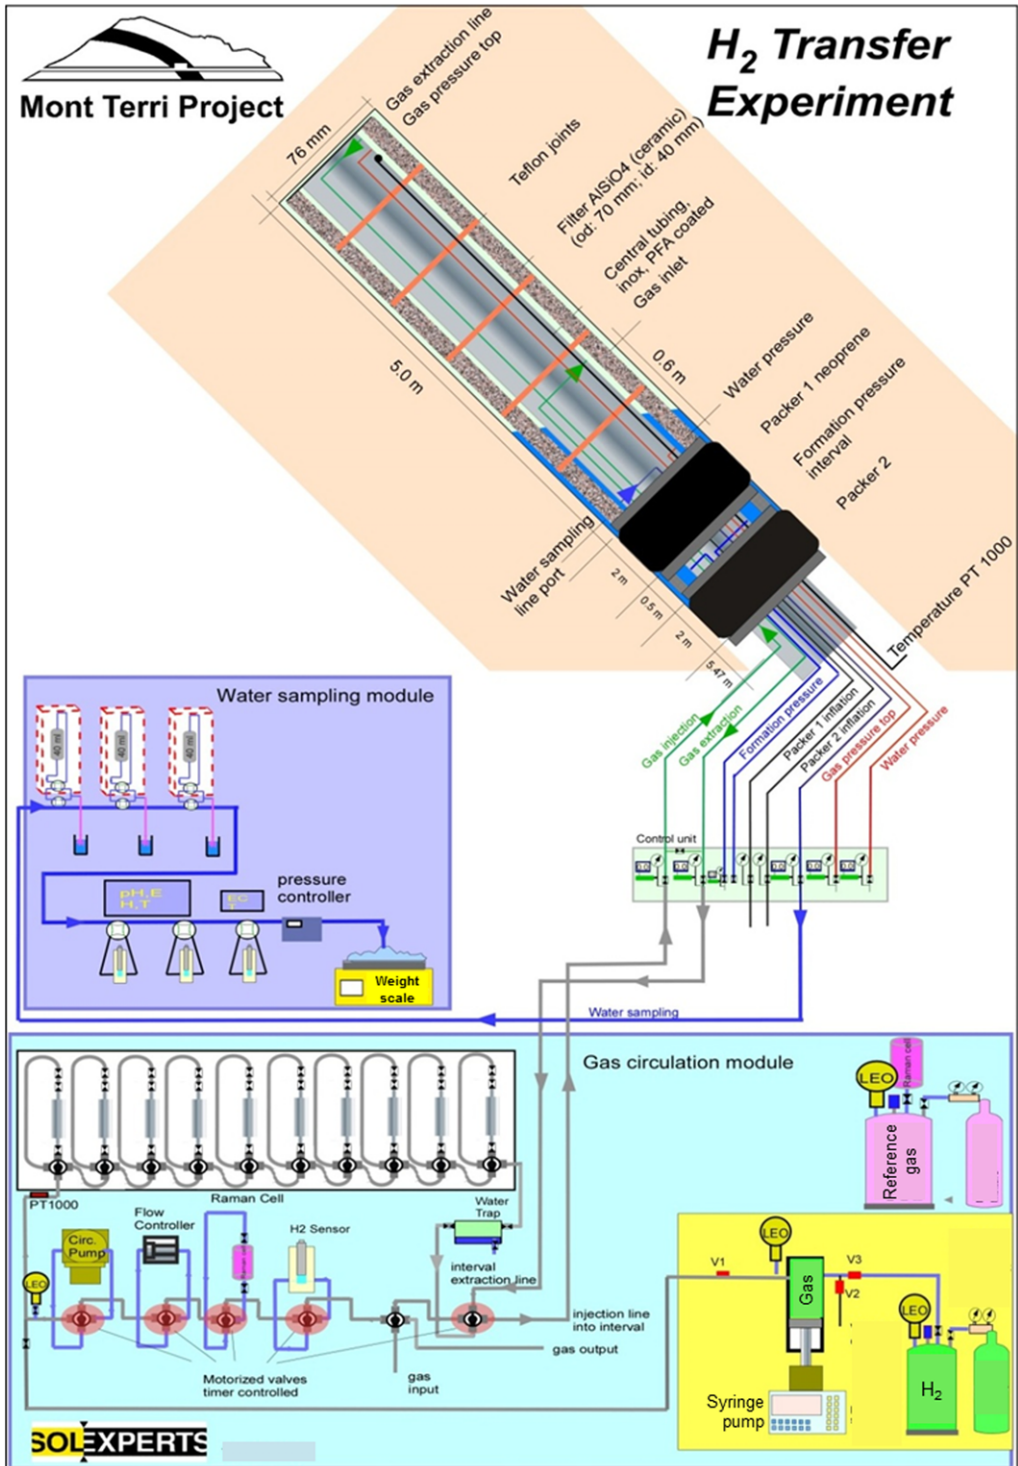 H2 Transfer
Experiment
Mont Terri Project
Gas extraction line
Gas pressure top
76 mm
Teflon joints
Filter AlSiO4 (ceramic)
(od: 70 mm; id: 40 mm)
Central tubing,
inox, PFA coated
Gas inlet
5.0 m
0.6 m
Water pressure
Packer 1 neoprene
Formation pressure
interval
Packer 2
Water sampling
line port
2 m
0.5 m
2 m
5.47 m
Temperature PT 1000
Gas injection
Gas extraction
Formation pressure
Packer 1 inflation
Packer 2 inflation
Gas pressure top
Water pressure
Control unit
Water sampling module
40 ml
40 ml
40 ml
pH,E
H,T
EC
T
pressure
controller
Weight
scale
Water sampling
Gas circulation module
LEO
Raman cell
Reference
gas
Raman Cell
PT1000
Water
Trap
Flow
Controller
Circ.
Pump
H2 Sensor
Raman cell
LEO
interval
extraction line
injection line
into interval
gas output
gas
input
Motorized valves
timer controlled
LEO
V1
V3
V2
Gas
LEO
H2
Syringe
pump
SOLEXPERTS